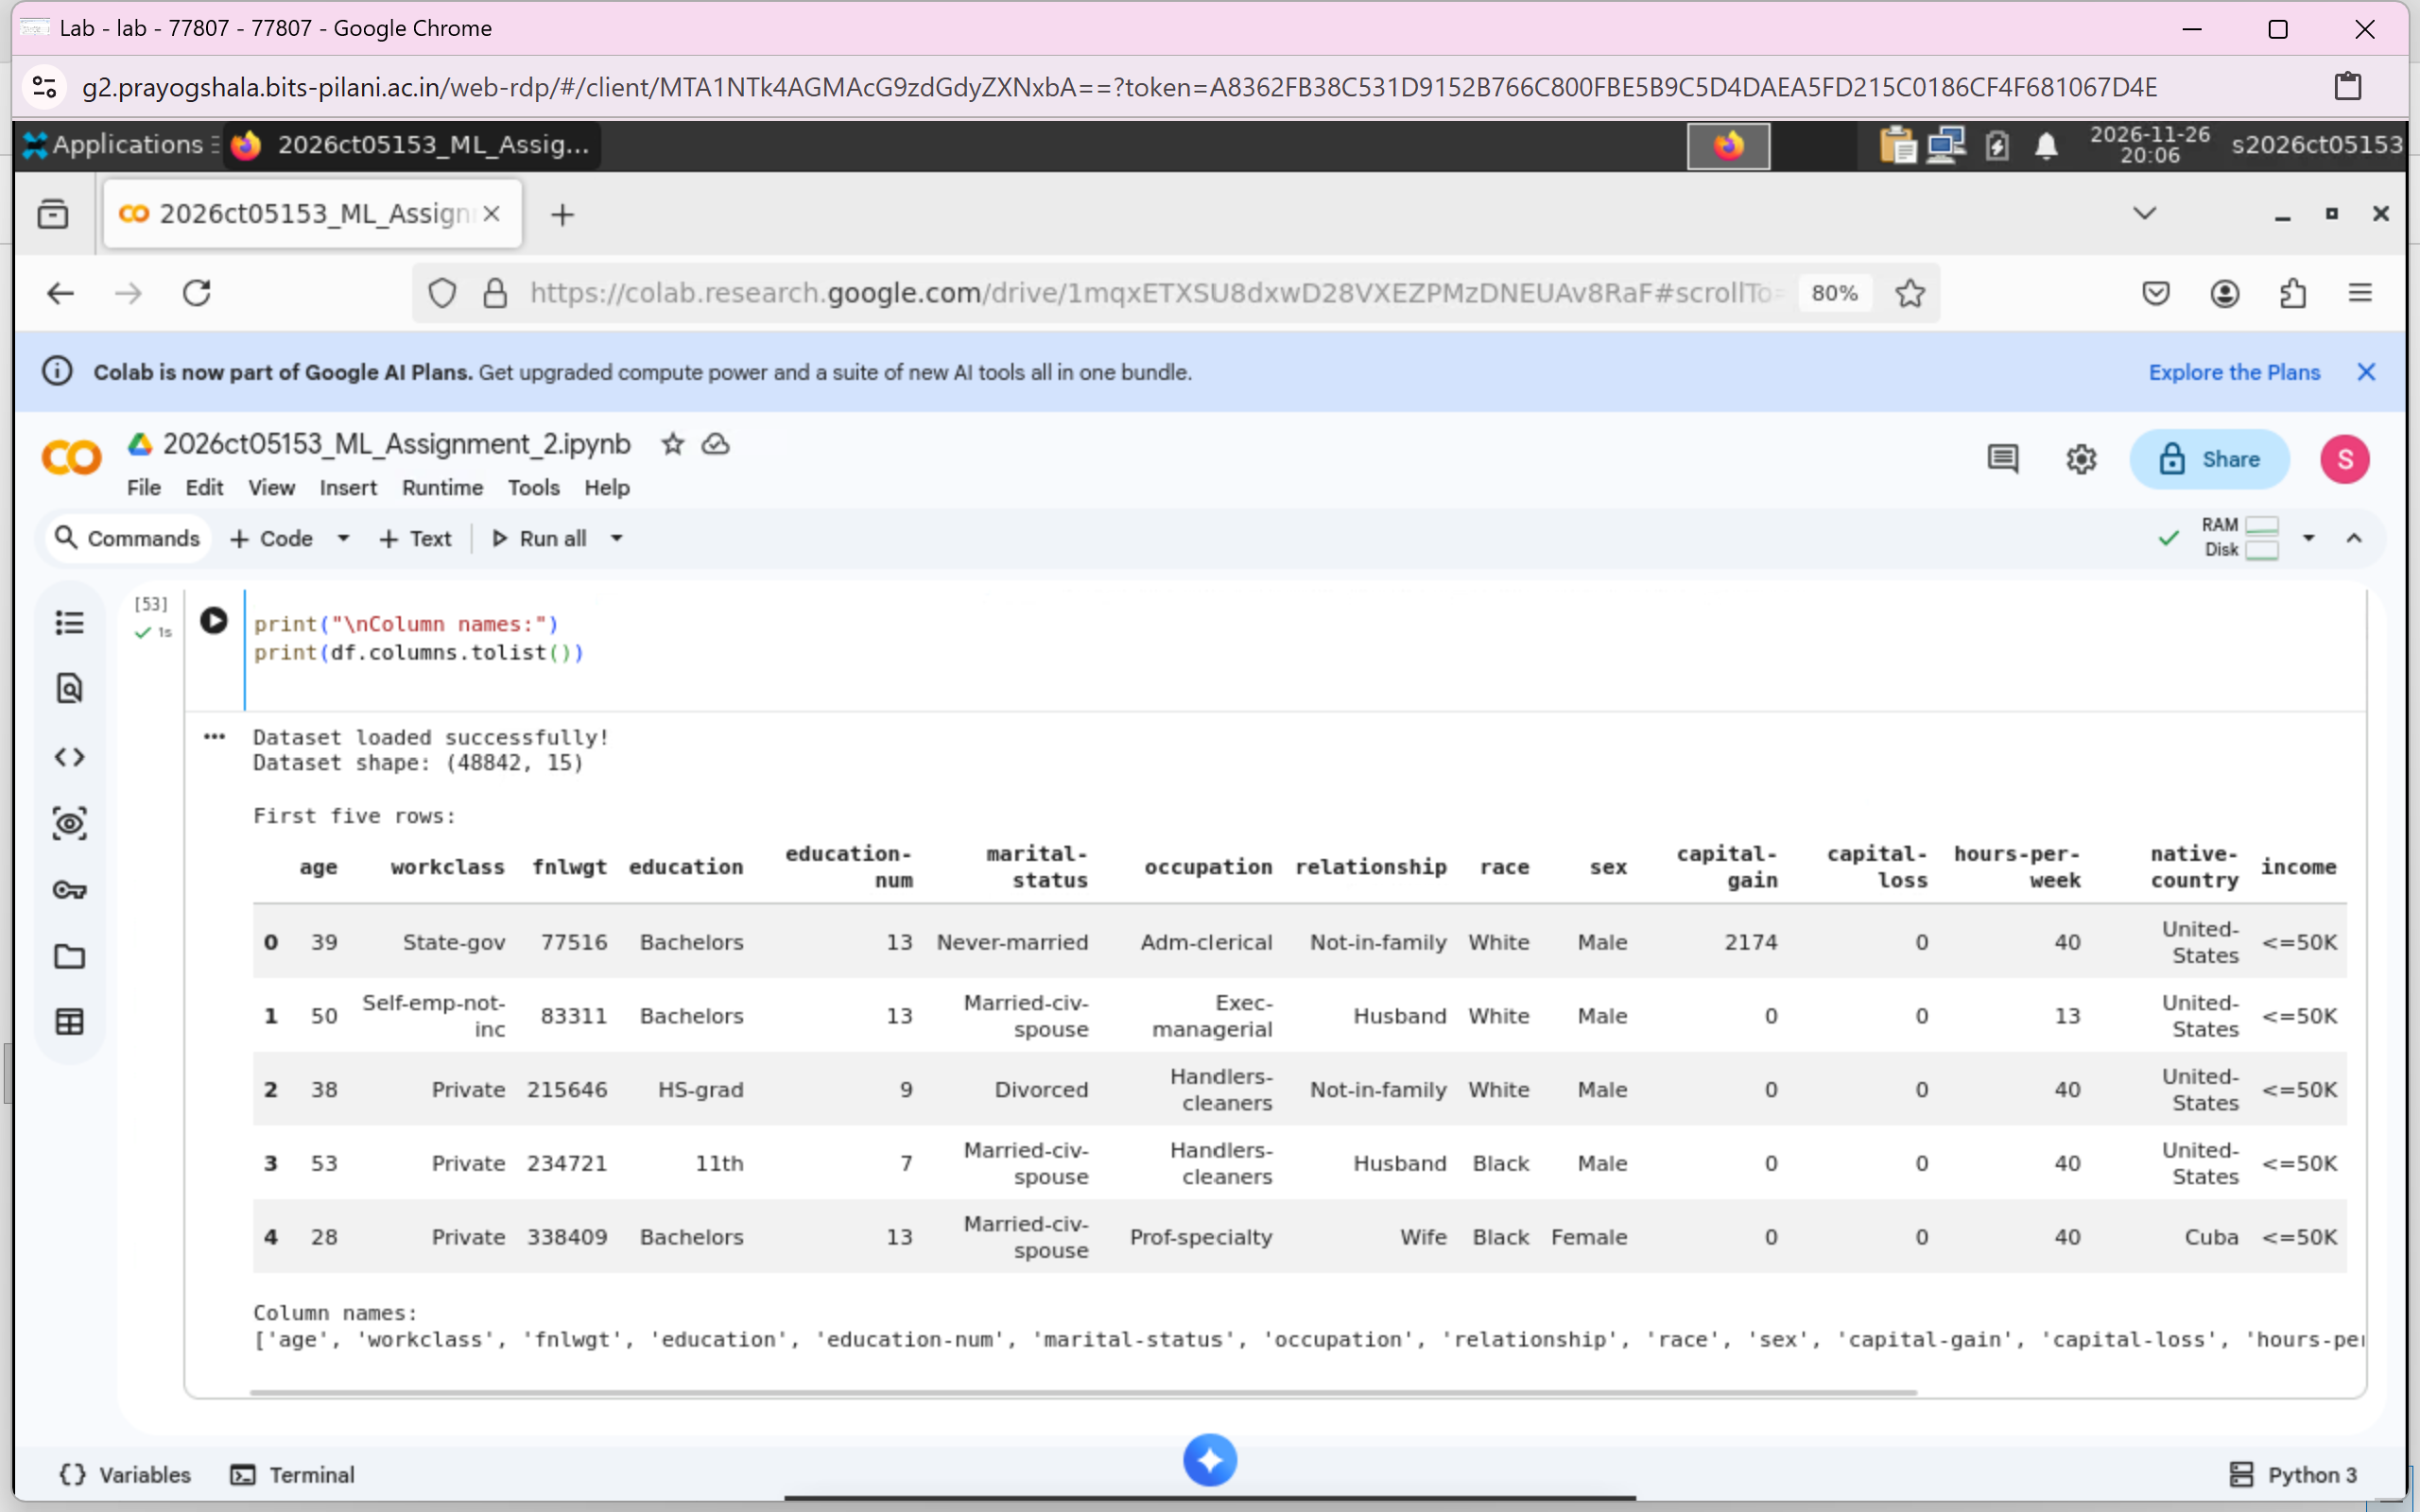 Lab - lab - 77807 - 77807 - Google Chrome
g2.prayogshala.bits-pilani.ac.in/web-rdp/#/client/MTA1NTk4AGMAcG9zdGdyZXNxbA==?token=A8362FB38C531D9152B766C800FBE5B9C5D4DAEA5FD215C0186CF4F681067D4E
Applications 2026ct05153_ML_Assig... 2026-11-26 20:06 s2026ct05153
2026ct05153_ML_Assign
https://colab.research.google.com/drive/1mqxETXSU8dxwD28VXEZPMzDNEUAv8RaF#scrollTo= 80%
Colab is now part of Google AI Plans. Get upgraded compute power and a suite of new AI tools all in one bundle. Explore the Plans
2026ct05153_ML_Assignment_2.ipynb
Share S
File Edit View Insert Runtime Tools Help
Commands + Code + Text Run all RAM Disk
[53]
1s
print("\nColumn names:")
print(df.columns.tolist())
Dataset loaded successfully!
Dataset shape: (48842, 15)
First five rows:
age workclass fnlwgt education education-num marital-status occupation relationship race sex capital-gain capital-loss hours-per-week native-country income
0 39 State-gov 77516 Bachelors 13 Never-married Adm-clerical Not-in-family White Male 2174 0 40 United-States <=50K
1 50 Self-emp-not-inc 83311 Bachelors 13 Married-civ-spouse Exec-managerial Husband White Male 0 0 13 United-States <=50K
2 38 Private 215646 HS-grad 9 Divorced Handlers-cleaners Not-in-family White Male 0 0 40 United-States <=50K
3 53 Private 234721 11th 7 Married-civ-spouse Handlers-cleaners Husband Black Male 0 0 40 United-States <=50K
4 28 Private 338409 Bachelors 13 Married-civ-spouse Prof-specialty Wife Black Female 0 0 40 Cuba <=50K
Column names:
['age', 'workclass', 'fnlwgt', 'education', 'education-num', 'marital-status', 'occupation', 'relationship', 'race', 'sex', 'capital-gain', 'capital-loss', 'hours-per
Variables Terminal Python 3